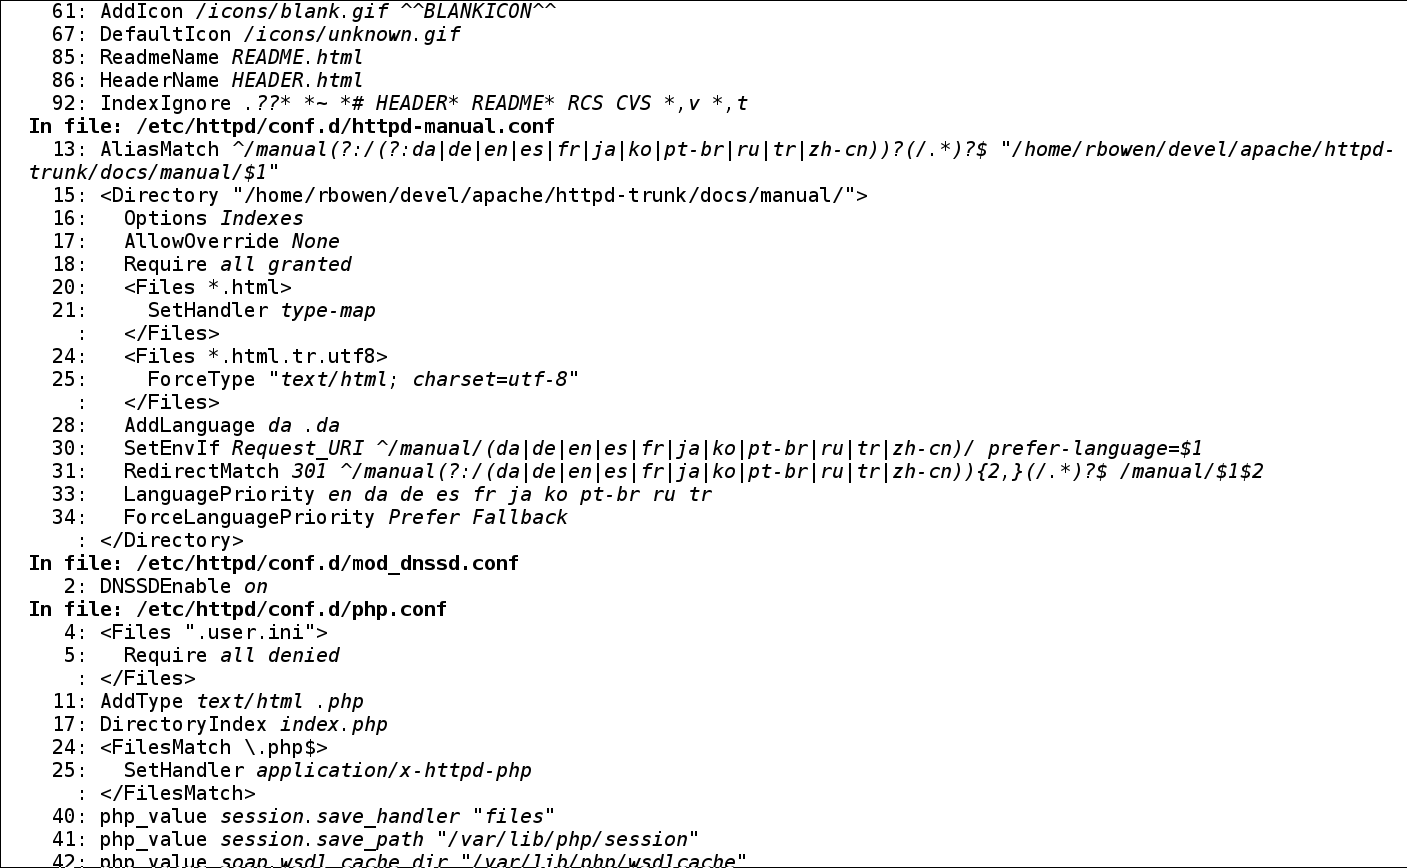 61: AddIcon /icons/blank.gif ^^BLANKICON^^
67: DefaultIcon /icons/unknown.gif
85: ReadmeName README.html
86: HeaderName HEADER.html
92: IndexIgnore .??* *~ *# HEADER* README* RCS CVS *,v *,t
In file: /etc/httpd/conf.d/httpd-manual.conf
13: AliasMatch ^/manual(?:/(?:da|de|en|es|fr|ja|ko|pt-br|ru|tr|zh-cn))?(/.*)?$ "/home/rbowen/devel/apache/httpd-
trunk/docs/manual/$1"
15: <Directory "/home/rbowen/devel/apache/httpd-trunk/docs/manual/">
16:   Options Indexes
17:   AllowOverride None
18:   Require all granted
20:   <Files *.html>
21:     SetHandler type-map
:   </Files>
24:   <Files *.html.tr.utf8>
25:     ForceType "text/html; charset=utf-8"
:   </Files>
28:   AddLanguage da .da
30:   SetEnvIf Request_URI ^/manual/(da|de|en|es|fr|ja|ko|pt-br|ru|tr|zh-cn)/ prefer-language=$1
31:   RedirectMatch 301 ^/manual(?:/(da|de|en|es|fr|ja|ko|pt-br|ru|tr|zh-cn)){2,}(/.*)?$ /manual/$1$2
33:   LanguagePriority en da de es fr ja ko pt-br ru tr
34:   ForceLanguagePriority Prefer Fallback
: </Directory>
In file: /etc/httpd/conf.d/mod_dnssd.conf
2: DNSSDEnable on
In file: /etc/httpd/conf.d/php.conf
4: <Files ".user.ini">
5:   Require all denied
: </Files>
11: AddType text/html .php
17: DirectoryIndex index.php
24: <FilesMatch \.php$>
25:   SetHandler application/x-httpd-php
: </FilesMatch>
40: php_value session.save_handler "files"
41: php_value session.save_path "/var/lib/php/session"
42: php_value soap.wsdl_cache_dir "/var/lib/php/wsdlcache"